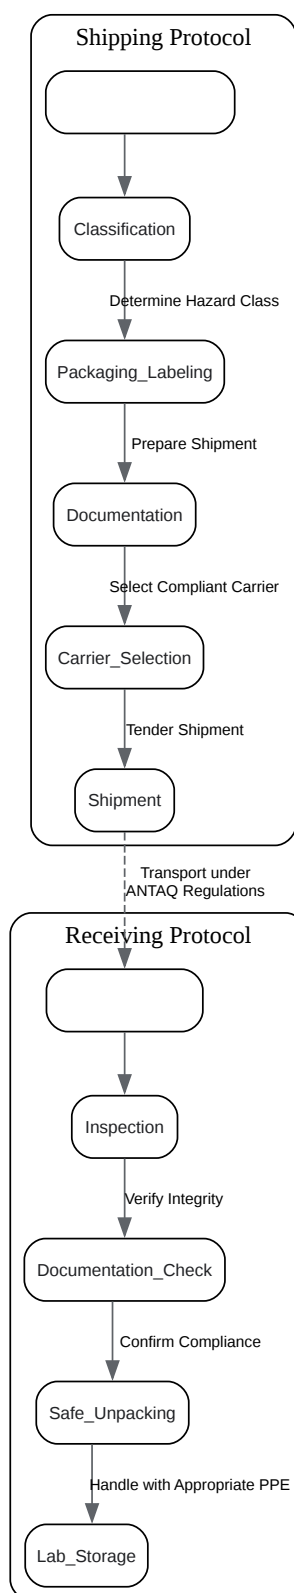 Shipping Protocol
Classification
Determine Hazard Class
Packaging_Labeling
Prepare Shipment
Documentation
Select Compliant Carrier
Carrier_Selection
Tender Shipment
Shipment
Transport under
ANTAQ Regulations
Receiving Protocol
Inspection
Verify Integrity
Documentation_Check
Confirm Compliance
Safe_Unpacking
Handle with Appropriate PPE
Lab_Storage